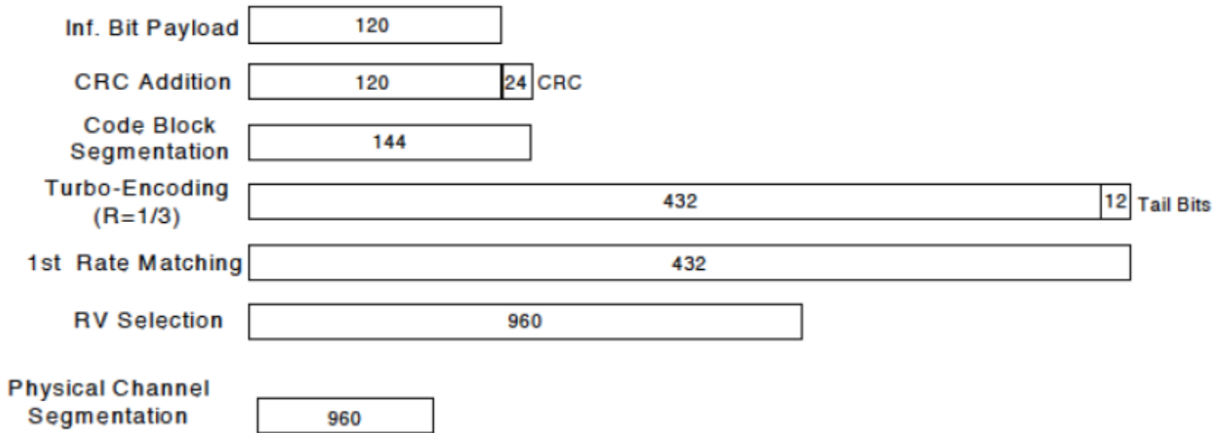 Inf. Bit Payload 120
CRC Addition 120 24 CRC
Code Block
Segmentation 144
Turbo-Encoding
(R=1/3) 432 12 Tail Bits
1st Rate Matching 432
RV Selection 960
Physical Channel
Segmentation 960